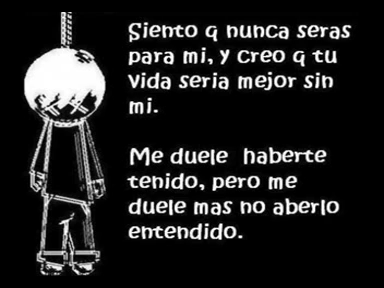 Siento q nunca seras
para mi, y creo q tu
vida seria mejor sin
mi.
Me duele haberte
tenido, pero me
duele mas no aberlo
entendido.